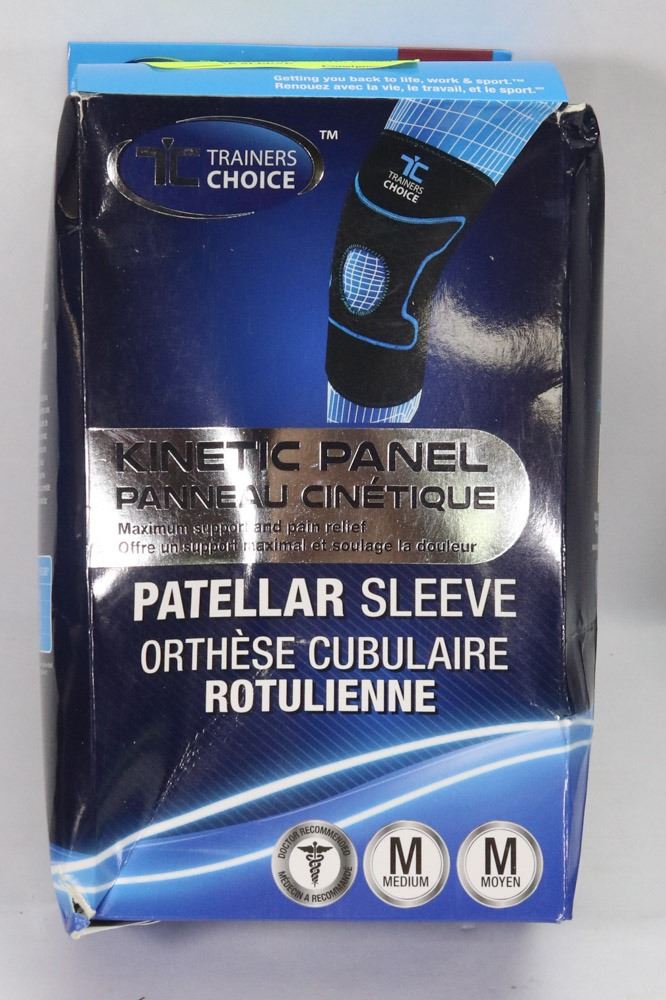 Getting you back to life, work & sport.™
Renouez avec la vie, le travail, et le sport.™
TC TRAINERS CHOICE ™
TC
TRAINERS
CHOICE
KINETIC PANEL
PANNEAU CINÉTIQUE
Maximum support and pain relief
Offre un support maximal et soulage la douleur
PATELLAR SLEEVE
ORTHÈSE CUBULAIRE
ROTULIENNE
DOCTOR RECOMMENDED
MÉDECIN A RECOMMANDÉ
M
MEDIUM
M
MOYEN